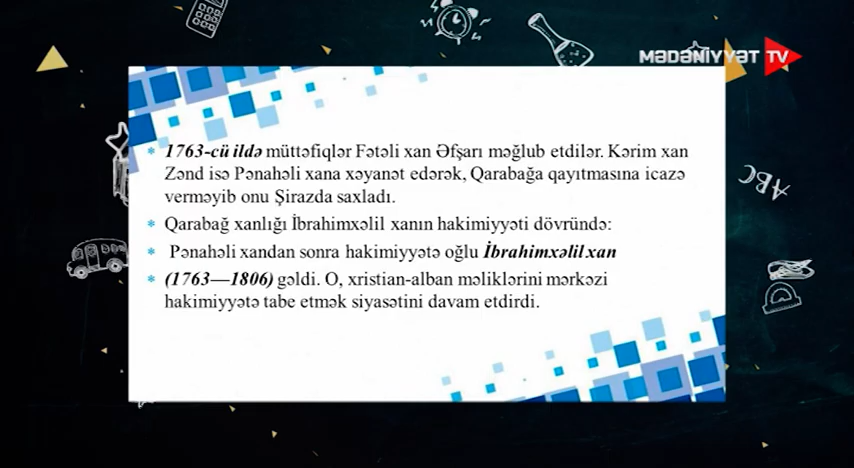 MƏDƏNİYYƏT TV
* 1763-cü ildə müttəfiqlər Fətəli xan Əfşarı məğlub etdilər. Kərim xan
Zənd isə Pənahəli xana xəyanət edərək, Qarabağa qayıtmasına icazə
verməyib onu Şirazda saxladı.
* Qarabağ xanlığı İbrahimxəlil xanın hakimiyyəti dövründə:
* Pənahəli xandan sonra hakimiyyətə oğlu İbrahimxəlil xan
* (1763—1806) gəldi. O, xristian-alban məliklərini mərkəzi
hakimiyyətə tabe etmək siyasətini davam etdirdi.
ABC